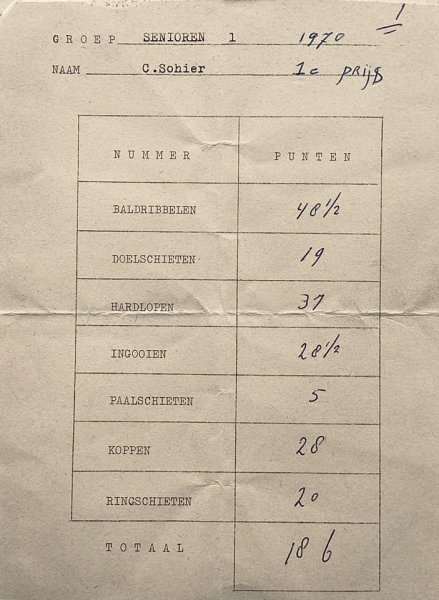 1
GROEP SENIOREN 1 1970
NAAM C.Sohier 1e prijs
NUMMER PUNTEN
BALDRIBBELEN 48½
DOELSCHIETEN 19
HARDLOPEN 37
INGOOIEN 28½
PAALSCHIETEN 5
KOPPEN 28
RINGSCHIETEN 20
TOTAAL 186